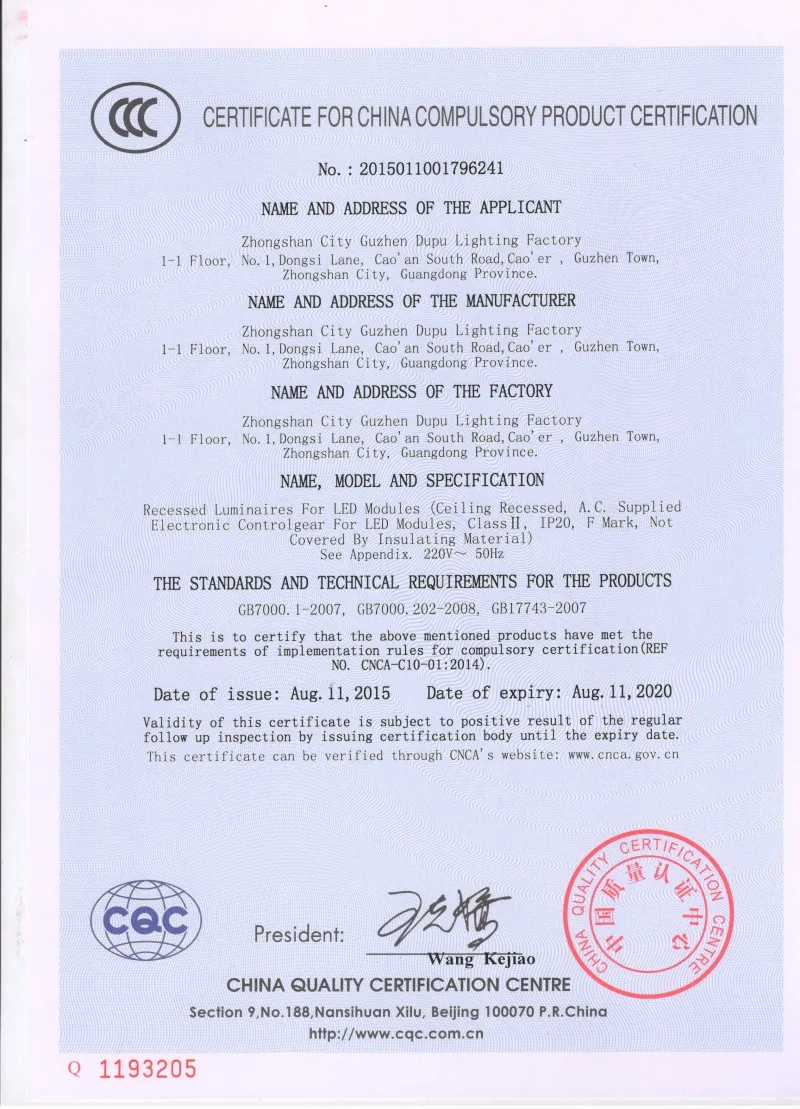 CCC
CERTIFICATE FOR CHINA COMPULSORY PRODUCT CERTIFICATION
No. : 2015011001796241
NAME AND ADDRESS OF THE APPLICANT
Zhongshan City Guzhen Dupu Lighting Factory
1-1 Floor, No. 1, Dongsi Lane, Cao'an South Road, Cao'er , Guzhen Town,
Zhongshan City, Guangdong Province.
NAME AND ADDRESS OF THE MANUFACTURER
Zhongshan City Guzhen Dupu Lighting Factory
1-1 Floor, No. 1, Dongsi Lane, Cao'an South Road, Cao'er , Guzhen Town,
Zhongshan City, Guangdong Province.
NAME AND ADDRESS OF THE FACTORY
Zhongshan City Guzhen Dupu Lighting Factory
1-1 Floor, No. 1, Dongsi Lane, Cao'an South Road, Cao'er , Guzhen Town,
Zhongshan City, Guangdong Province.
NAME, MODEL AND SPECIFICATION
Recessed Luminaires For LED Modules (Ceiling Recessed, A.C. Supplied
Electronic Controlgear For LED Modules, ClassⅡ, IP20, F Mark, Not
Covered By Insulating Material)
See Appendix. 220V～ 50Hz
THE STANDARDS AND TECHNICAL REQUIREMENTS FOR THE PRODUCTS
GB7000.1-2007, GB7000.202-2008, GB17743-2007
This is to certify that the above mentioned products have met the
requirements of implementation rules for compulsory certification(REF
NO. CNCA-C10-01:2014).
Date of issue: Aug. 11, 2015 Date of expiry: Aug. 11, 2020
Validity of this certificate is subject to positive result of the regular
follow up inspection by issuing certification body until the expiry date.
This certificate can be verified through CNCA's website: www.cnca.gov.cn
CHINA QUALITY CERTIFICATION CENTRE
中国质量认证中心
CQC
President:
Wang Kejiao
CHINA QUALITY CERTIFICATION CENTRE
Section 9,No.188,Nansihuan Xilu, Beijing 100070 P.R.China
http://www.cqc.com.cn
Q 1193205